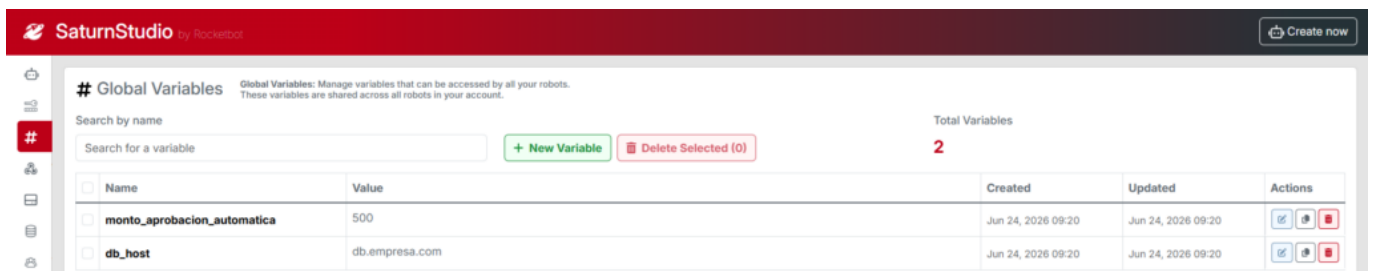 SaturnStudio by Rocketbot
Create now
# Global Variables
Global Variables: Manage variables that can be accessed by all your robots.
These variables are shared across all robots in your account.
Search by name
Total Variables
Search for a variable
+ New Variable
Delete Selected (0)
2
Name Value Created Updated Actions
monto_aprobacion_automatica 500 Jun 24, 2026 09:20 Jun 24, 2026 09:20
db_host db.empresa.com Jun 24, 2026 09:20 Jun 24, 2026 09:20